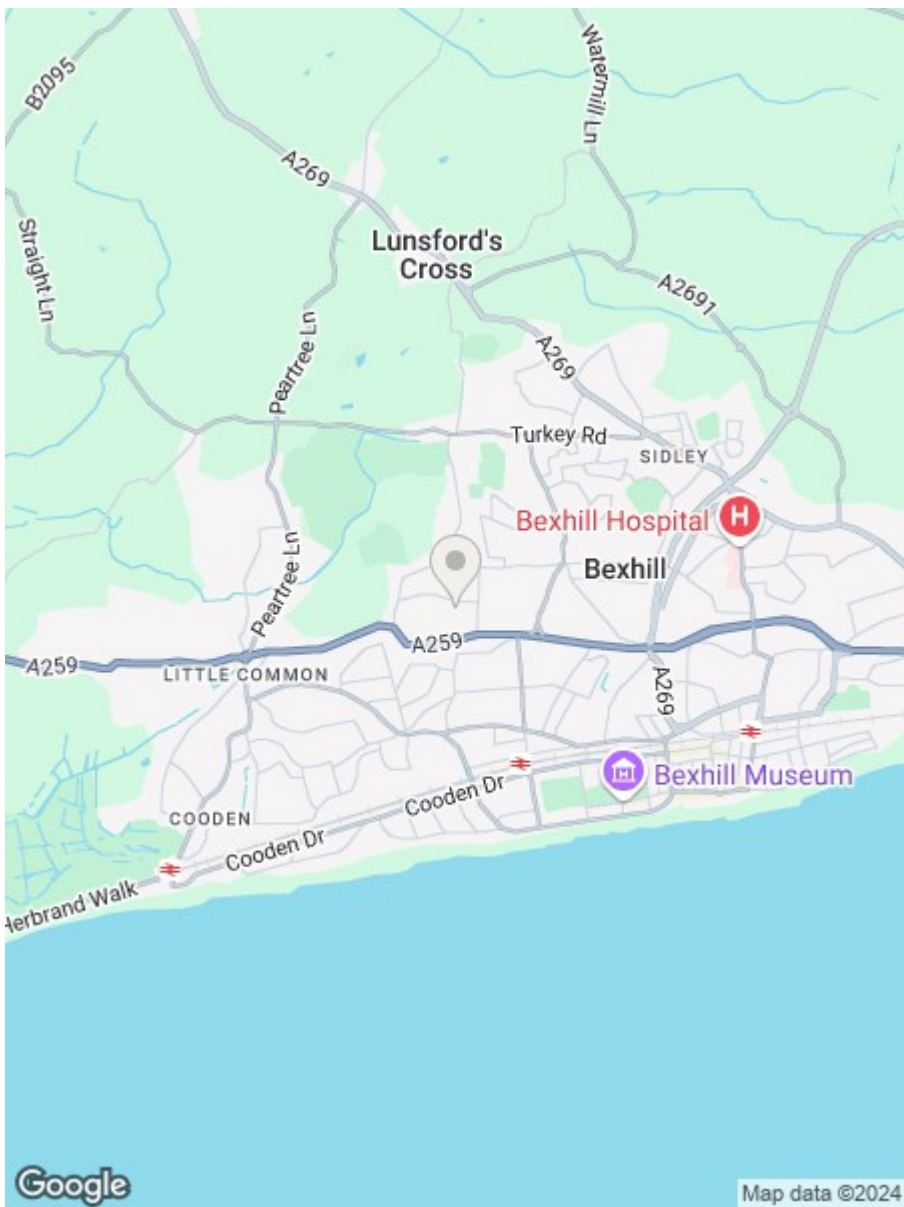 B2095
Watermill Ln
A269
Straight Ln
Lunsford's
Cross
A2691
Peartree Ln
A269
Turkey Rd
SIDLEY
Bexhill Hospital
H
Bexhill
Peartree Ln
A259
A259
LITTLE COMMON
A269
Bexhill Museum
Cooden Dr
COODEN
Cooden Dr
Herbrand Walk
Google
Map data ©2024